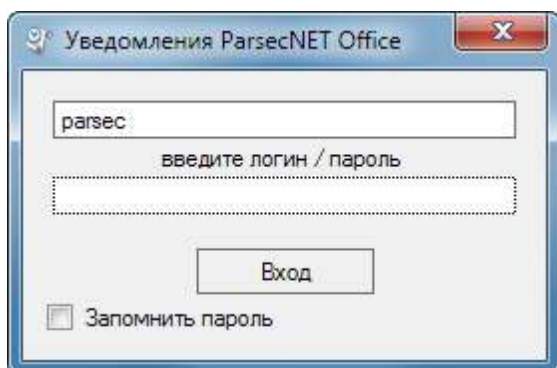 Уведомления ParsecNET Office
parsec
введите логин / пароль
Вход
Запомнить пароль